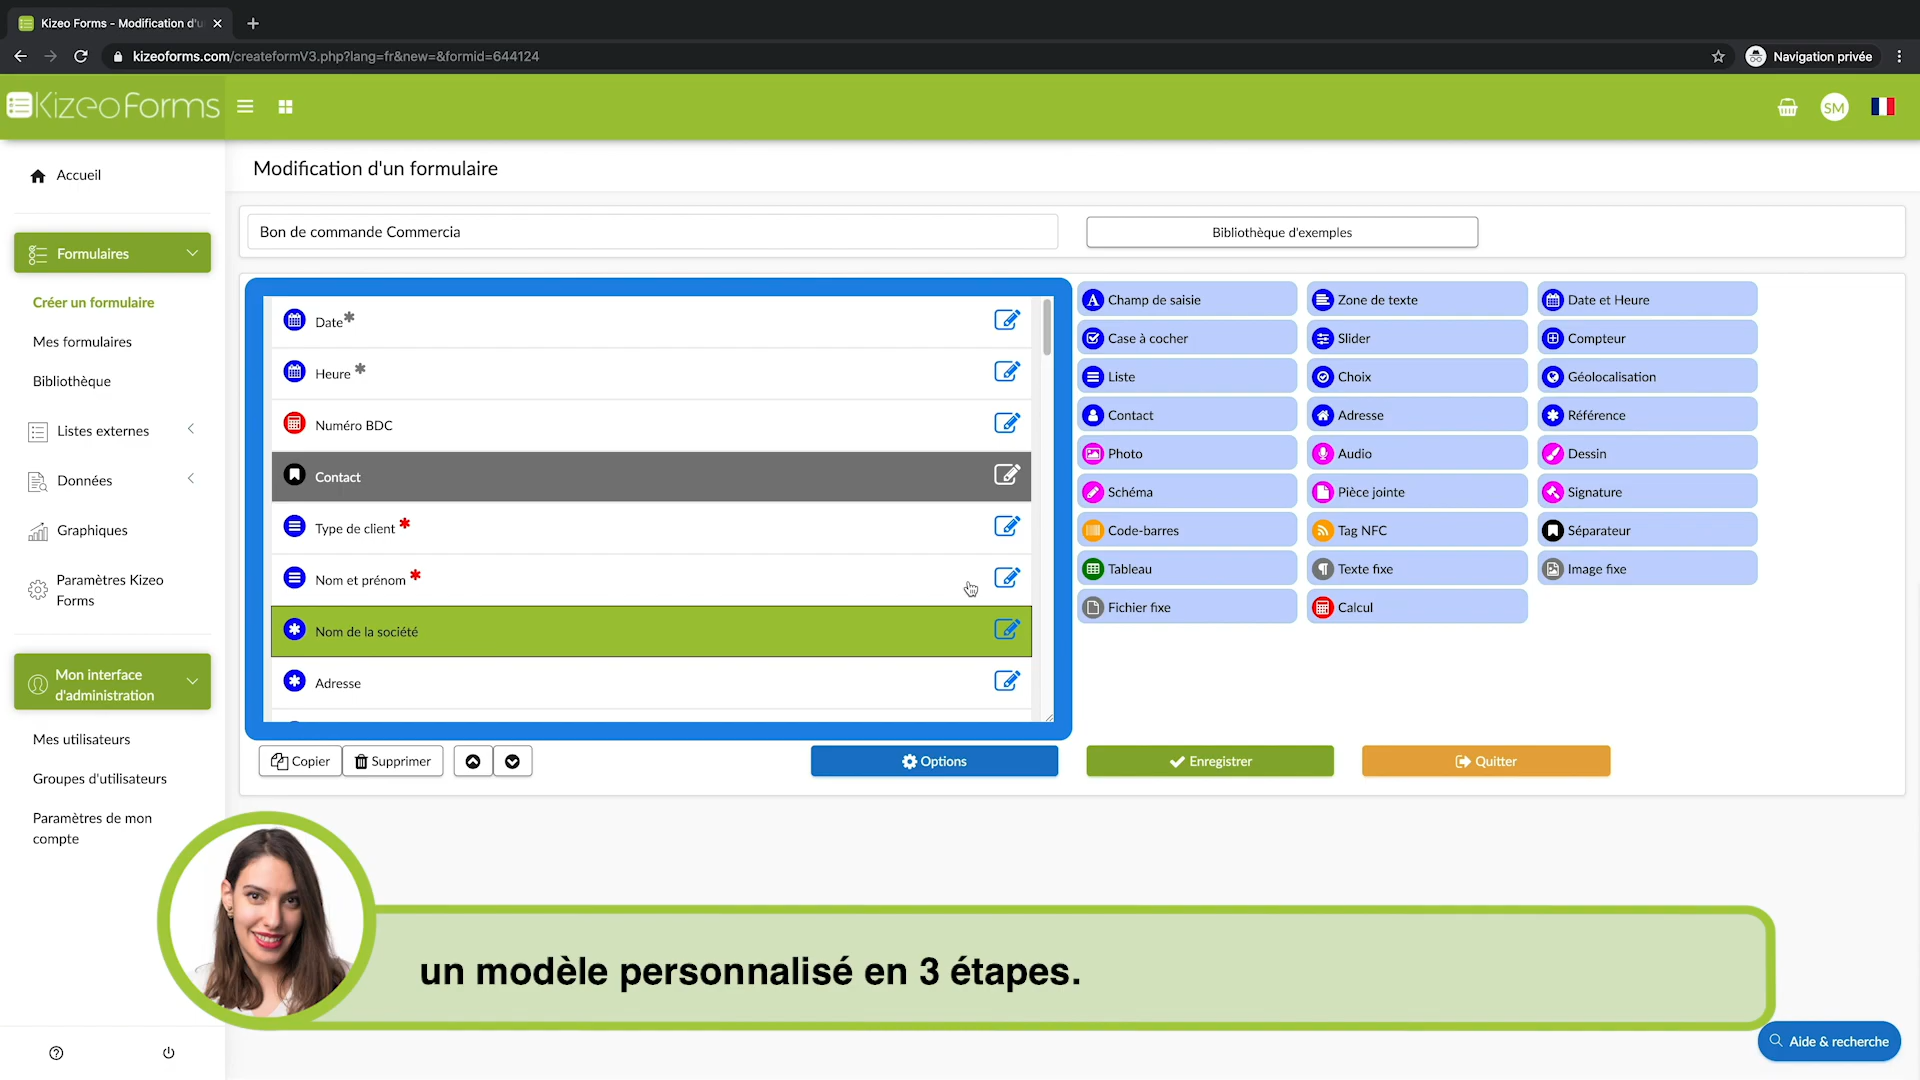 Kizeo Forms - Modification d'u
kizeoforms.com/createformV3.php?lang=fr&new=&formid=644124
Navigation privée
KizeoForms
SM
Accueil
Formulaires
Créer un formulaire
Mes formulaires
Bibliothèque
Listes externes
Données
Graphiques
Paramètres Kizeo
Forms
Mon interface
d'administration
Mes utilisateurs
Groupes d'utilisateurs
Paramètres de mon
compte
Modification d'un formulaire
Bon de commande Commercia
Bibliothèque d'exemples
Date*
Heure *
Numéro BDC
Contact
Type de client *
Nom et prénom *
Nom de la société
Adresse
Champ de saisie
Zone de texte
Date et Heure
Case à cocher
Slider
Compteur
Liste
Choix
Géolocalisation
Contact
Adresse
Référence
Photo
Audio
Dessin
Schéma
Pièce jointe
Signature
Code-barres
Tag NFC
Séparateur
Tableau
Texte fixe
Image fixe
Fichier fixe
Calcul
Copier
Supprimer
Options
Enregistrer
Quitter
un modèle personnalisé en 3 étapes.
Aide & recherche